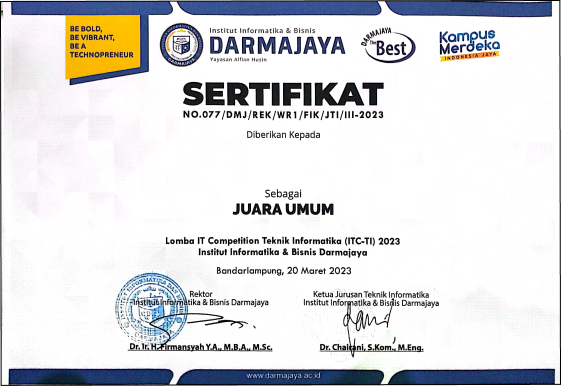 BE BOLD,
BE VIBRANT,
BE A
TECHNOPRENEUR
Institut Informatika & Bisnis
DARMAJAYA
Yayasan Alfian Husin
DARMAJAYA
The Best
Kampus
Merdeka
INDONESIA JAYA
SERTIFIKAT
NO.077/DMJ/REK/WR1/FIK/JTI/III-2023
Diberikan Kepada
Sebagai
JUARA UMUM
Lomba IT Competition Teknik Informatika (ITC-TI) 2023
Institut Informatika & Bisnis Darmajaya
Bandarlampung, 20 Maret 2023
Rektor
Institut Informatika & Bisnis Darmajaya
Dr. Ir. H. Firmansyah Y.A., M.B.A., M.Sc.
Ketua Jurusan Teknik Informatika
Institut Informatika & Bisnis Darmajaya
Dr. Chairani, S.Kom., M.Eng.
www.darmajaya.ac.id